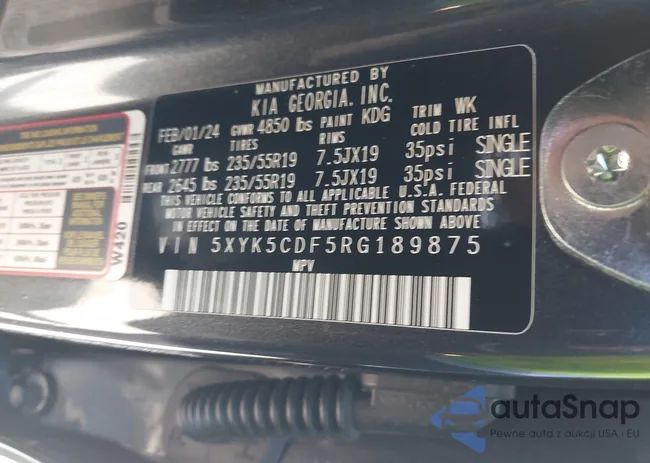 MANUFACTURED BY
KIA GEORGIA. INC.
FEB/01/24 GVWR 4850 lbs PAINT KDG TRIM WK
GAWR TIRES RIMS COLD TIRE INFL
FRONT 2777 lbs 235/55R19 7.5JX19 35psi SINGLE
REAR 2645 lbs 235/55R19 7.5JX19 35psi SINGLE
THIS VEHICLE CONFORMS TO ALL APPLICABLE U.S.A. FEDERAL
MOTOR VEHICLE SAFETY AND THEFT PREVENTION STANDARDS
IN EFFECT ON THE DATE OF MANUFACTURE SHOWN ABOVE.
VIN 5XYK5CDF5RG189875
MPV
W420
autaSnap
Pewne auta z aukcji USA i EU